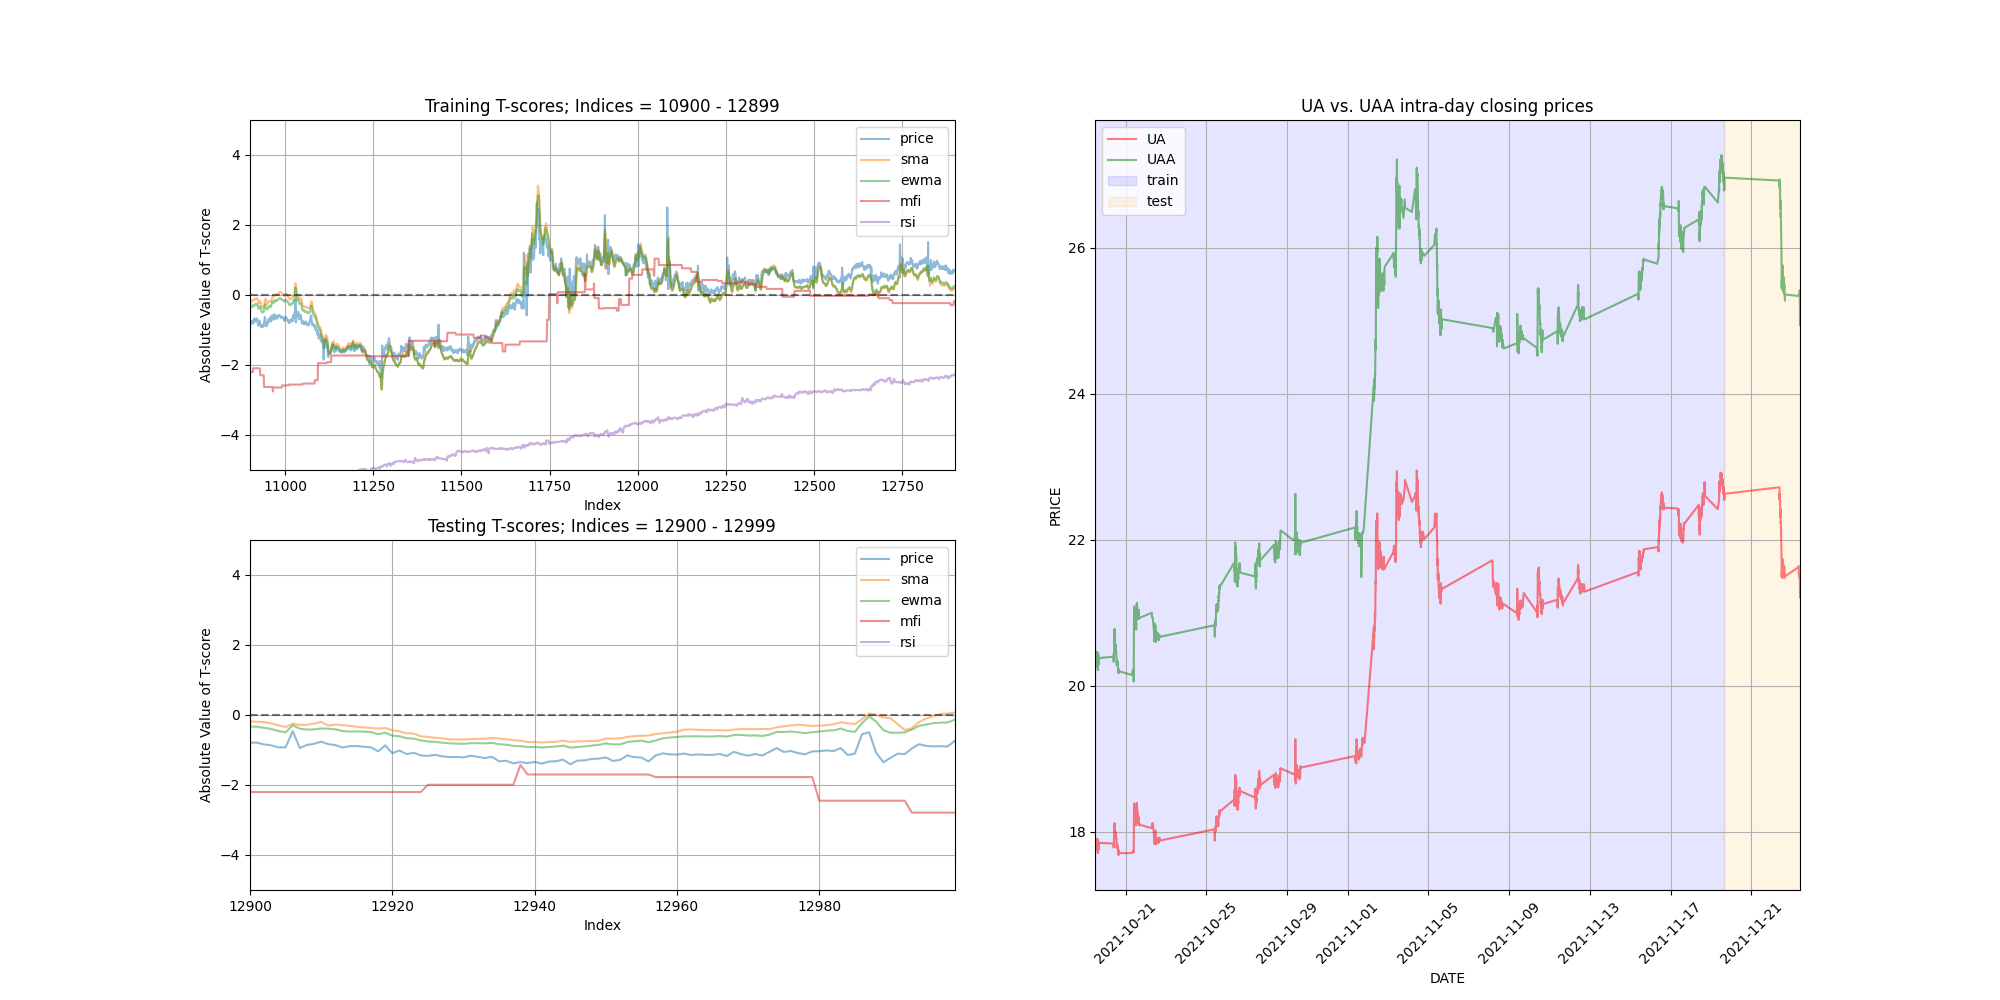 Training T-scores; Indices = 10900 - 12899
Absolute Value of T-score
4
2
0
−2
−4
price
sma
ewma
mfi
rsi
11000
11250
11500
11750
12000
12250
12500
12750
Index
Testing T-scores; Indices = 12900 - 12999
Absolute Value of T-score
4
2
0
−2
−4
price
sma
ewma
mfi
rsi
12900
12920
12940
12960
12980
Index
UA vs. UAA intra-day closing prices
UA
UAA
train
test
PRICE
26
24
22
20
18
2021-10-21
2021-10-25
2021-10-29
2021-11-01
2021-11-05
2021-11-09
2021-11-13
2021-11-17
2021-11-21
DATE